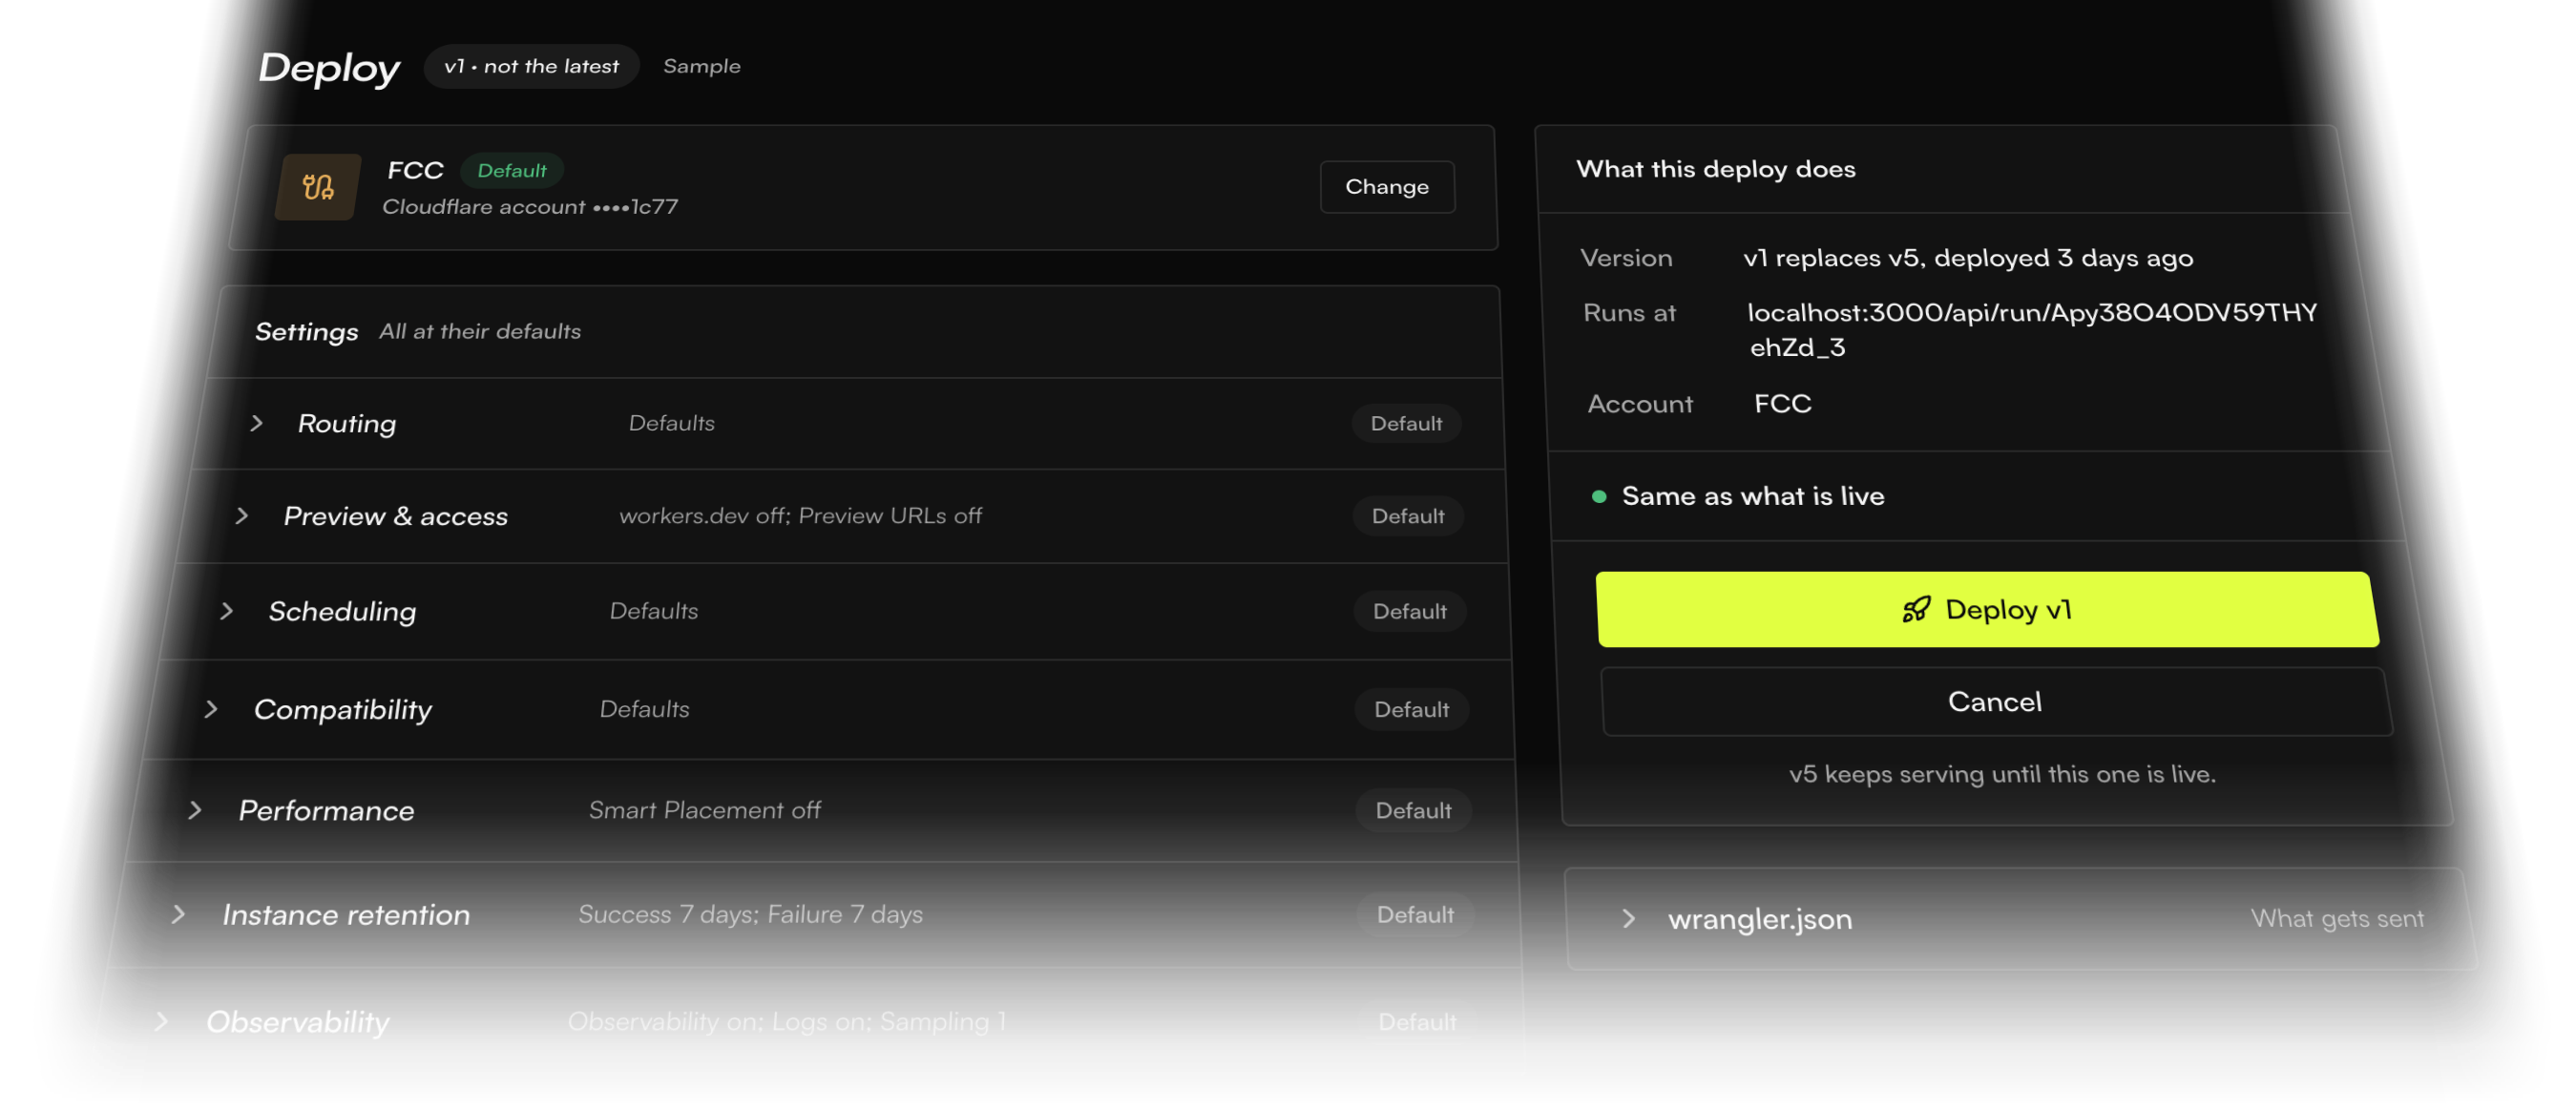 Deploy
v1 · not the latest
Sample
FCC
Default
Cloudflare account ••••1c77
Change
Settings
All at their defaults
Routing
Defaults
Default
Preview & access
workers.dev off; Preview URLs off
Default
Scheduling
Defaults
Default
Compatibility
Defaults
Default
Performance
Smart Placement off
Default
Instance retention
Success 7 days; Failure 7 days
Default
Observability
Observability on; Logs on; Sampling 1
Default
What this deploy does
Version
v1 replaces v5, deployed 3 days ago
Runs at
localhost:3000/api/run/Apy38O4ODV59THY
ehZd_3
Account
FCC
Same as what is live
Deploy v1
Cancel
v5 keeps serving until this one is live.
wrangler.json
What gets sent